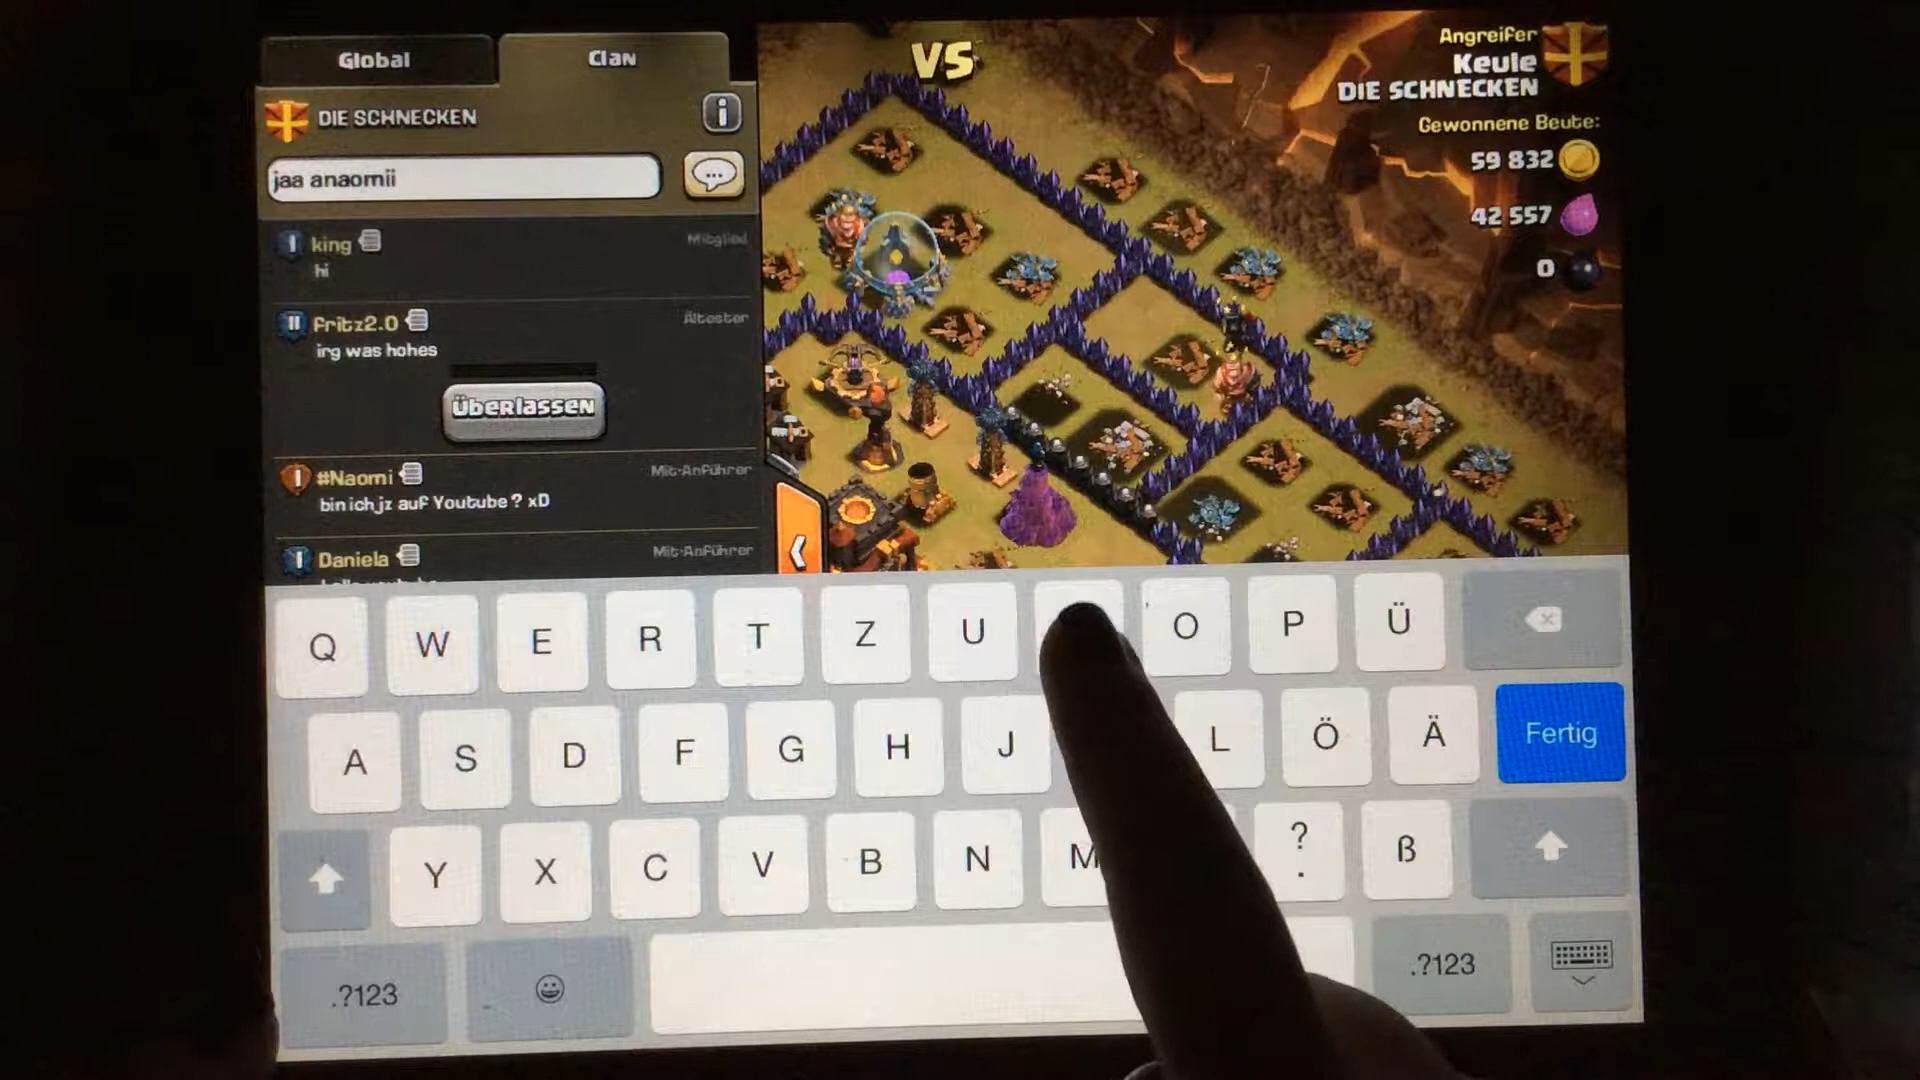 Global
Clan
DIE SCHNECKEN
i
jaa anaomii
I king
Mitglied
hi
II Fritz2.0
Ältester
irg was hohes
Überlassen
I #Naomi
Mit-Anführer
bin ich jz auf Youtube? xD
I Daniela
Mit-Anführer
VS
Angreifer
Keule
DIE SCHNECKEN
Gewonnene Beute:
59 832
42 557
0
Q W E R T Z U O P Ü
A S D F G H J L Ö Ä Fertig
Y X C V B N M ? . ß
.?123 .?123